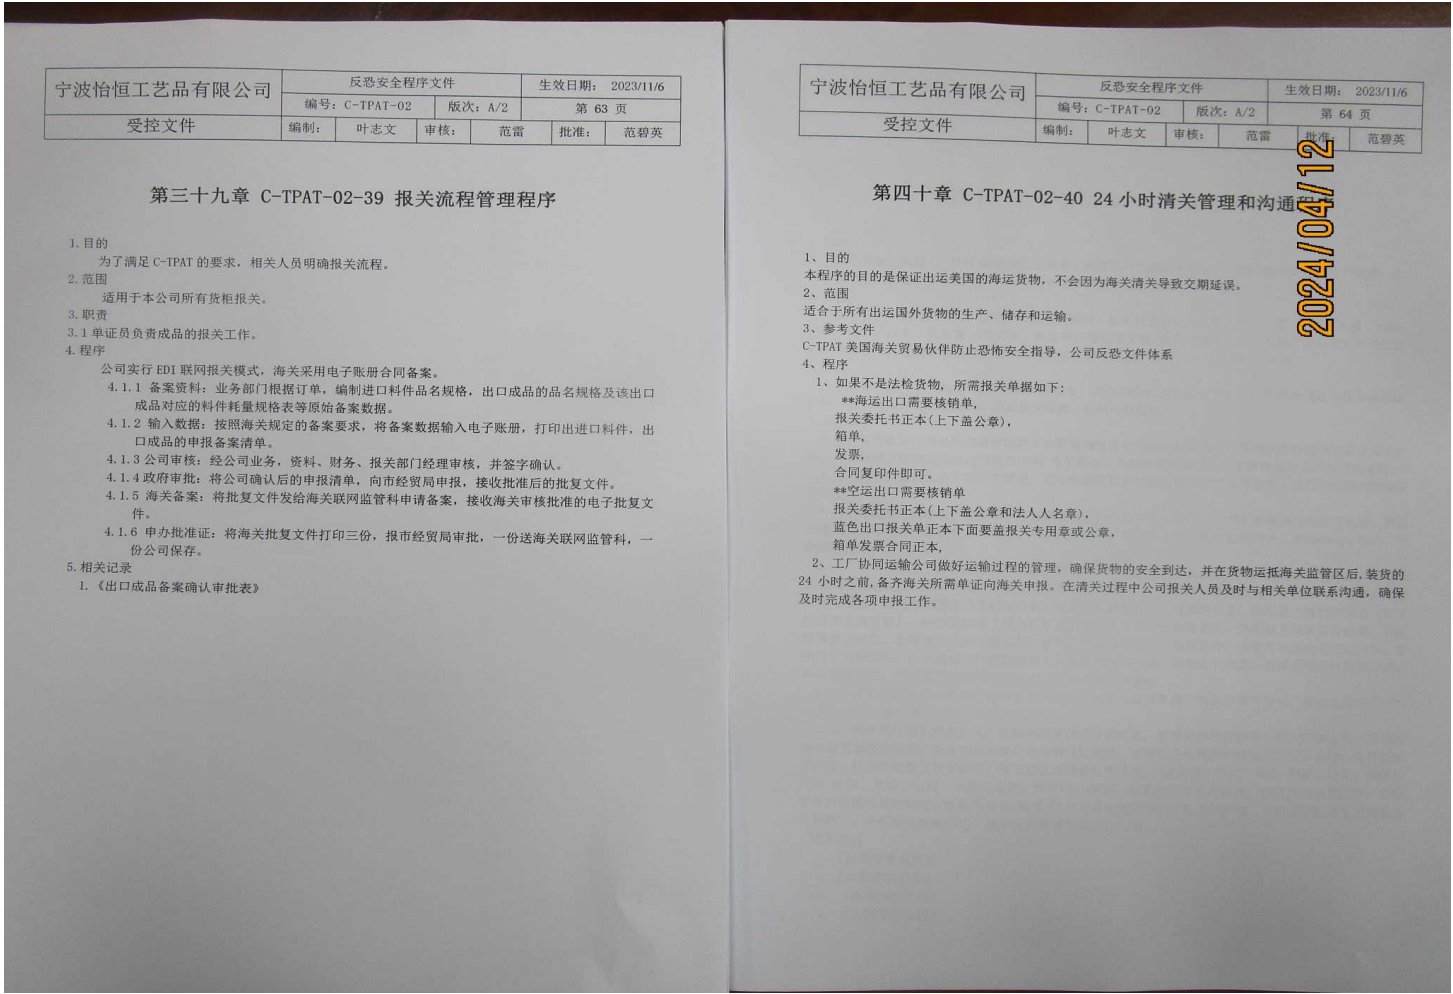 宁波怡恒工艺品有限公司
反恐安全程序文件
生效日期： 2023/11/6
编号：C-TPAT-02
版次：A/2
第 63 页
受控文件
编制：
叶志文
审核：
范雷
批准：
范碧英
第三十九章 C-TPAT-02-39 报关流程管理程序
1.目的
为了满足 C-TPAT 的要求，相关人员明确报关流程。
2.范围
适用于本公司所有货柜报关。
3.职责
3.1 单证员负责成品的报关工作。
4.程序
公司实行 EDI 联网报关模式，海关采用电子账册合同备案。
4.1.1 备案资料：业务部门根据订单，编制进口料件品名规格，出口成品的品名规格及该出口
成品对应的料件耗量规格表等原始备案数据。
4.1.2 输入数据：按照海关规定的备案要求，将备案数据输入电子账册，打印出进口料件，出
口成品的申报备案清单。
4.1.3 公司审核：经公司业务，资料、财务、报关部门经理审核，并签字确认。
4.1.4 政府审批：将公司确认后的申报清单，向市经贸局申报，接收批准后的批复文件。
4.1.5 海关备案：将批复文件发给海关联网监管科申请备案，接收海关审核批准的电子批复文
件。
4.1.6 申办批准证：将海关批复文件打印三份，报市经贸局审批，一份送海关联网监管科，一
份公司保存。
5.相关记录
1.《出口成品备案确认审批表》
宁波怡恒工艺品有限公司
反恐安全程序文件
生效日期： 2023/11/6
编号：C-TPAT-02
版次：A/2
第 64 页
受控文件
编制：
叶志文
审核：
范雷
批准：
范碧英
第四十章 C-TPAT-02-40 24 小时清关管理和沟通
2024/04/12
1、目的
本程序的目的是保证出运美国的海运货物，不会因为海关清关导致交期延误。
2、范围
适合于所有出运国外货物的生产、储存和运输。
3、参考文件
C-TPAT 美国海关贸易伙伴防止恐怖安全指导，公司反恐文件体系
4、程序
1、如果不是法检货物，所需报关单据如下:
**海运出口需要核销单,
报关委托书正本(上下盖公章),
箱单,
发票,
合同复印件即可。
**空运出口需要核销单
报关委托书正本(上下盖公章和法人人名章),
蓝色出口报关单正本下面要盖报关专用章或公章,
箱单发票合同正本,
2、工厂协同运输公司做好运输过程的管理，确保货物的安全到达，并在货物运抵海关监管区后,装货的
24 小时之前,备齐海关所需单证向海关申报。在清关过程中公司报关人员及时与相关单位联系沟通，确保
及时完成各项申报工作。